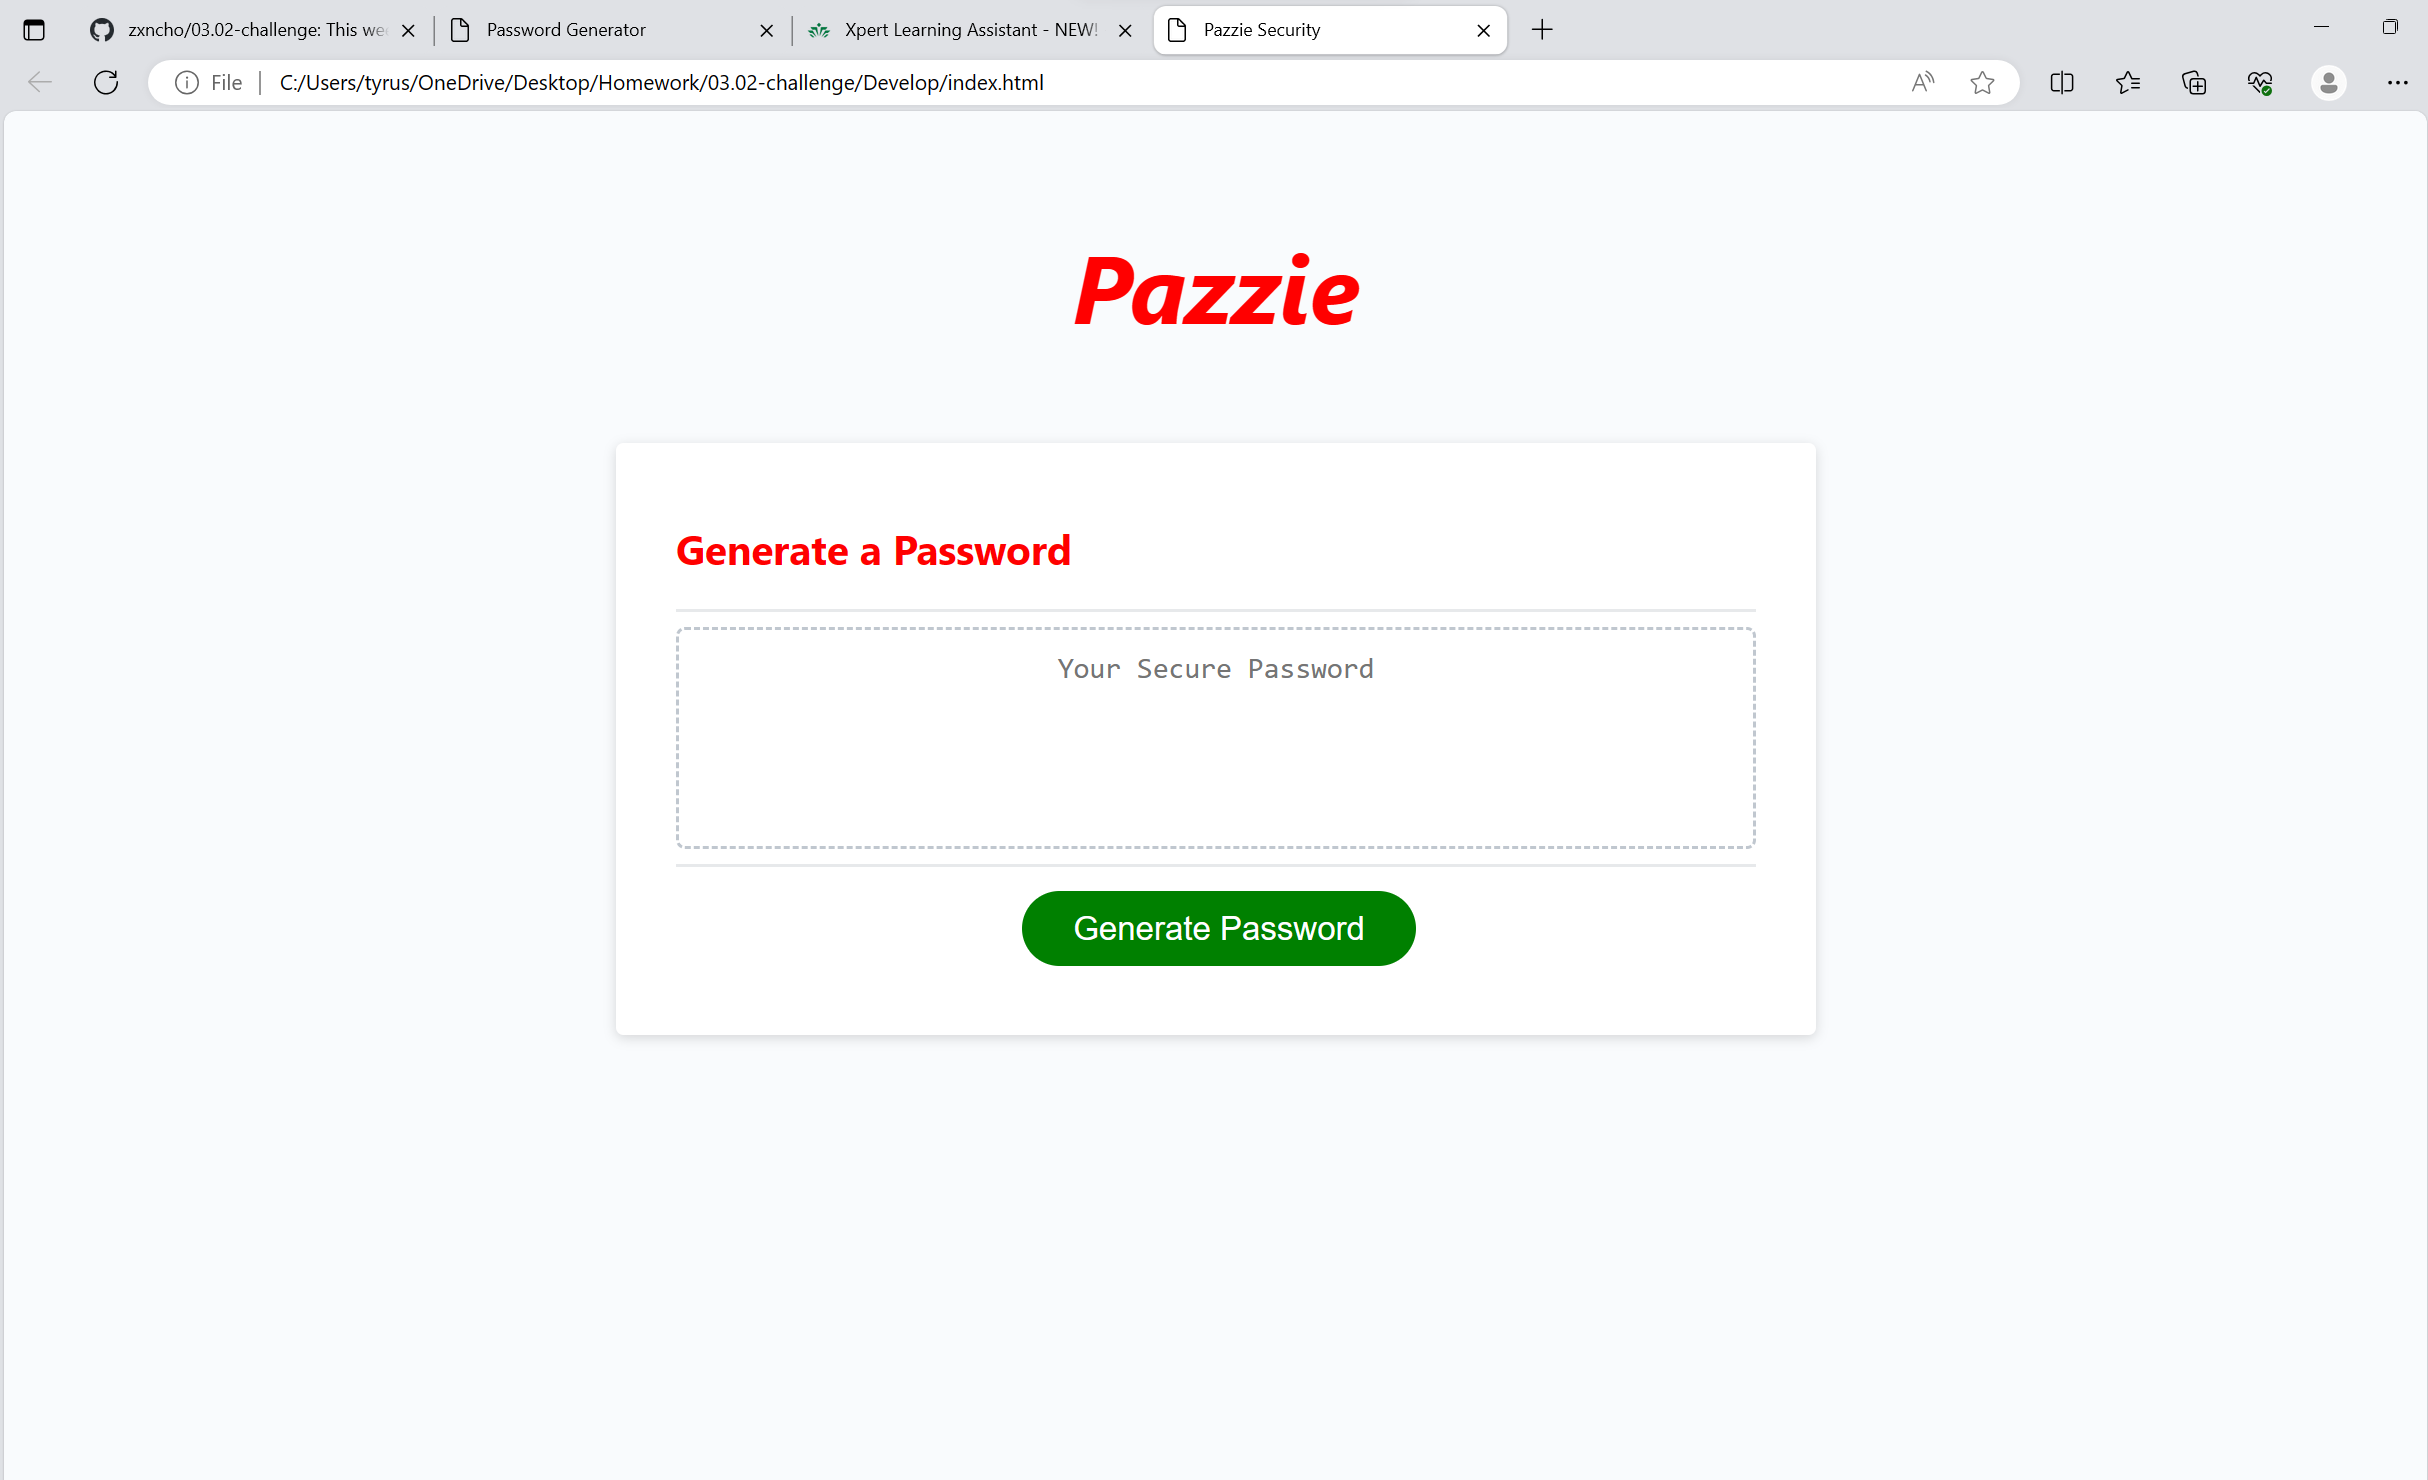 zxncho/03.02-challenge: This we
Password Generator
Xpert Learning Assistant - NEW!
Pazzie Security
File
C:/Users/tyrus/OneDrive/Desktop/Homework/03.02-challenge/Develop/index.html
Pazzie
Generate a Password
Your Secure Password
Generate Password